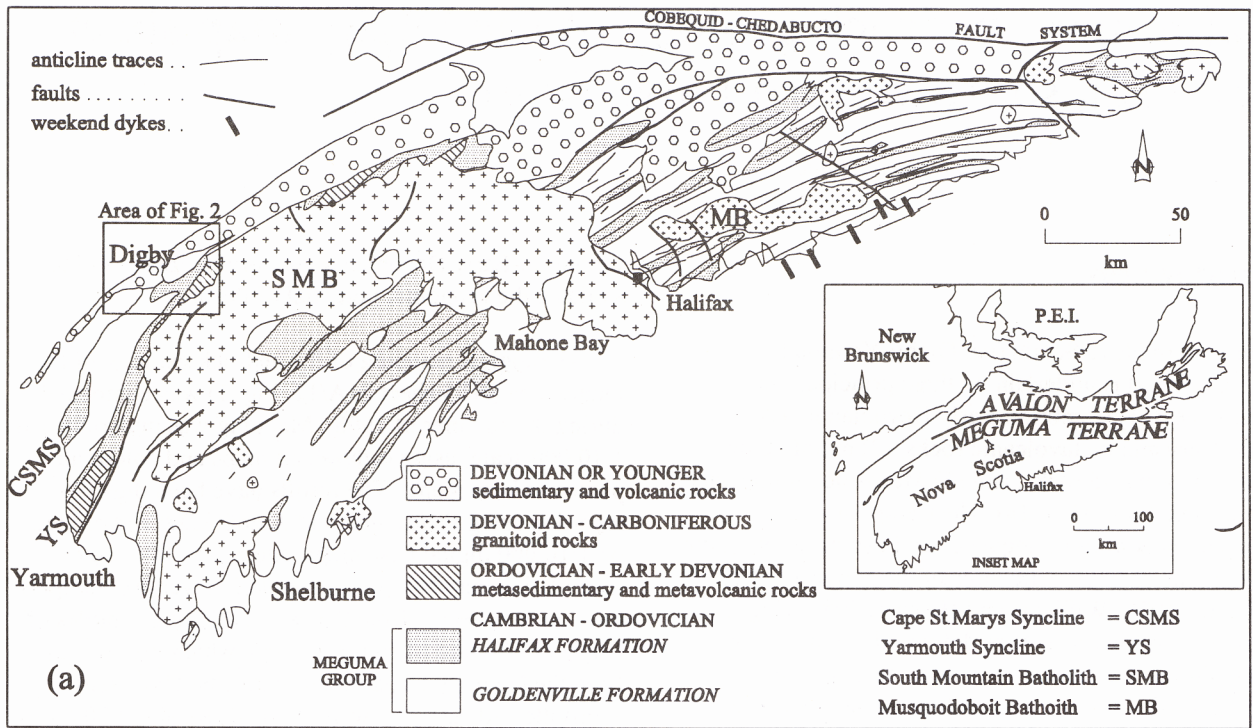 COBEQUID - CHEDABUCTO FAULT SYSTEM
anticline traces . .
faults . . . . . . . . .
weekend dykes . .
N
0 50
km
Area of Fig. 2
Digby
S M B
MB
Halifax
Mahone Bay
CSMS
YS
Yarmouth
Shelburne
P.E.I.
New
Brunswick
N
AVALON TERRANE
MEGUMA TERRANE
Nova Scotia
Halifax
0 100
km
INSET MAP
DEVONIAN OR YOUNGER
sedimentary and volcanic rocks
DEVONIAN - CARBONIFEROUS
granitoid rocks
ORDOVICIAN - EARLY DEVONIAN
metasedimentary and metavolcanic rocks
CAMBRIAN - ORDOVICIAN
HALIFAX FORMATION
MEGUMA
GROUP
GOLDENVILLE FORMATION
Cape St. Marys Syncline = CSMS
Yarmouth Syncline = YS
South Mountain Batholith = SMB
Musquodoboit Bathoith = MB
(a)